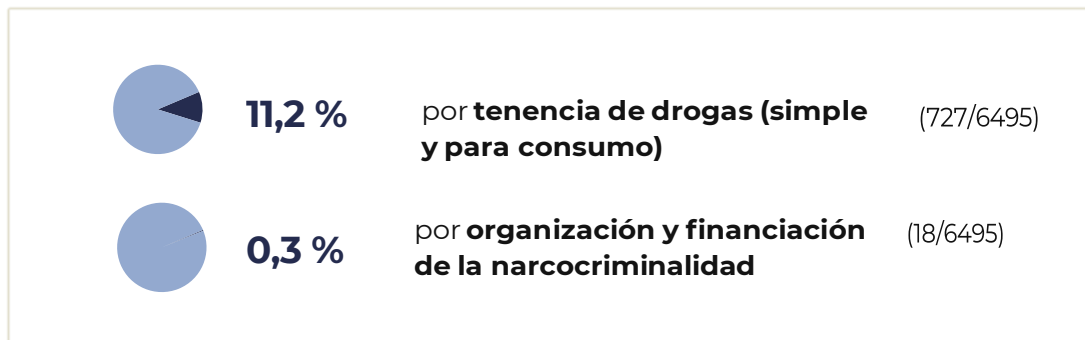 11,2 % por tenencia de drogas (simple (727/6495)
y para consumo)
0,3 % por organización y financiación (18/6495)
de la narcocriminalidad